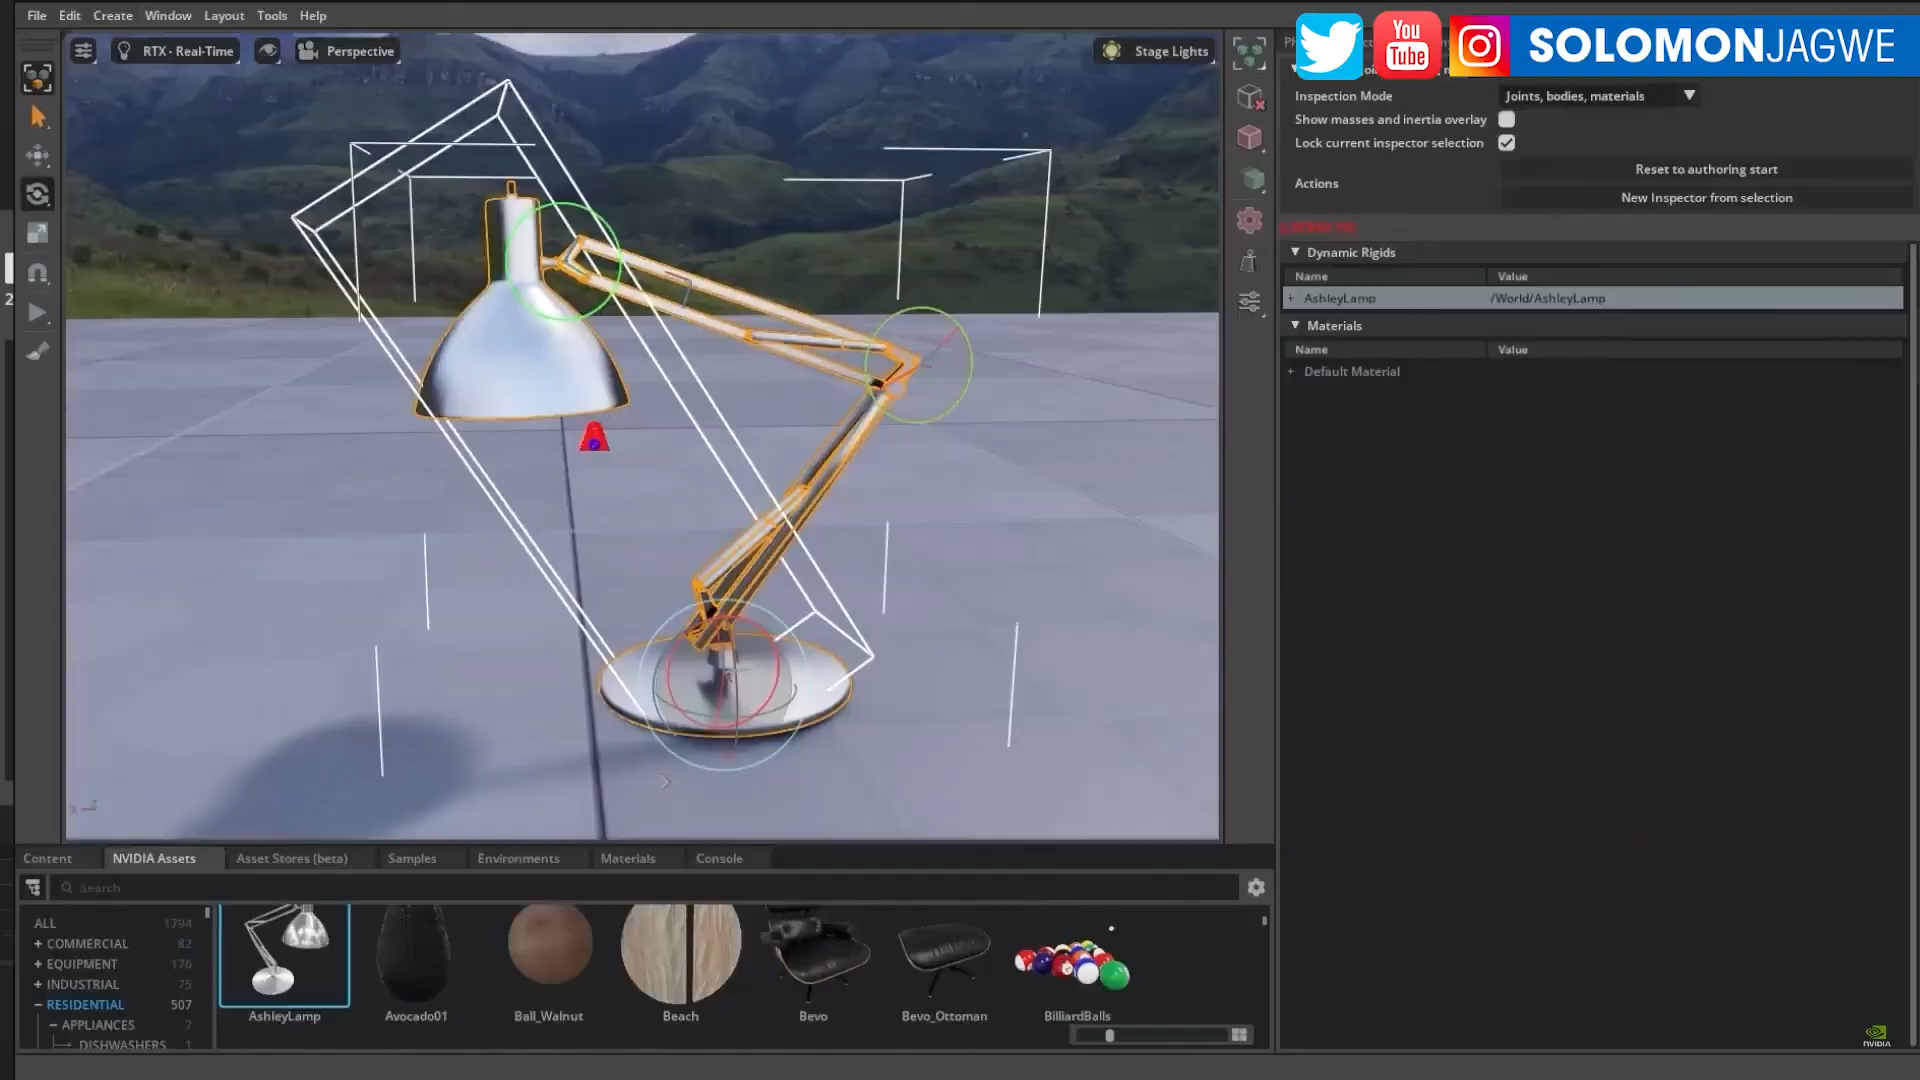 File Edit Create Window Layout Tools Help
You
Tube
SOLOMONJAGWE
RTX - Real-Time
Perspective
Stage Lights
Inspection Mode
Joints, bodies, materials
Show masses and inertia overlay
Lock current inspector selection
Actions
Reset to authoring start
New Inspector from selection
Dynamic Rigids
Name Value
+ AshleyLamp /World/AshleyLamp
Materials
Name Value
+ Default Material
Content NVIDIA Assets Asset Stores (beta) Samples Environments Materials Console
Search
ALL 1794
+ COMMERCIAL 82
+ EQUIPMENT 176
+ INDUSTRIAL 75
− RESIDENTIAL 507
− APPLIANCES 7
DISHWASHERS 1
AshleyLamp
Avocado01
Ball_Walnut
Beach
Bevo
Bevo_Ottoman
BilliardBalls
NVIDIA